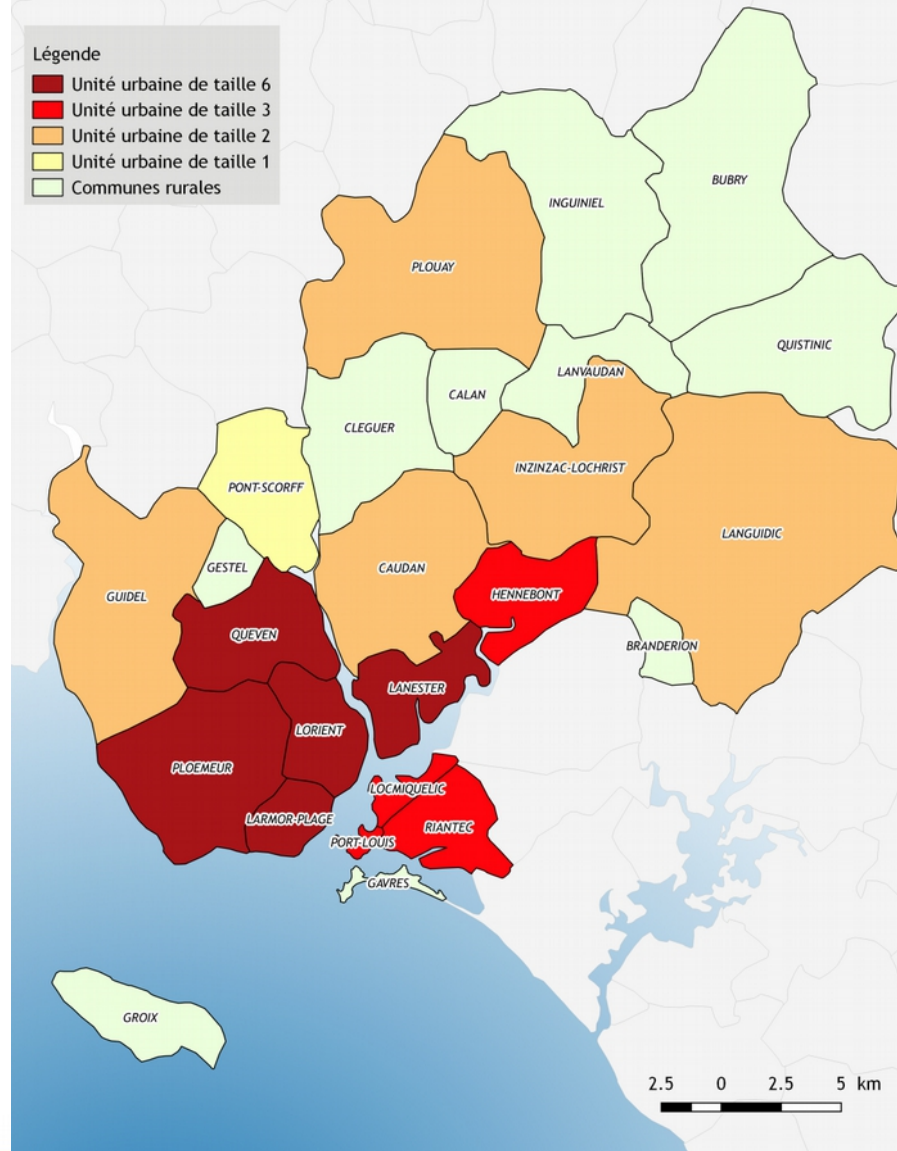 Légende
Unité urbaine de taille 6
Unité urbaine de taille 3
Unité urbaine de taille 2
Unité urbaine de taille 1
Communes rurales
BUBRY
INGUINIEL
PLOUAY
QUISTINIC
LANVAUDAN
CALAN
CLEGUER
INZINZAC-LOCHRIST
PONT-SCORFF
LANGUIDIC
GESTEL
CAUDAN
HENNEBONT
GUIDEL
QUEVEN
BRANDERION
LANESTER
LORIENT
PLOEMEUR
LOCMIQUELIC
LARMOR-PLAGE
RIANTEC
PORT-LOUIS
GAVRES
GROIX
2.5 0 2.5 5 km